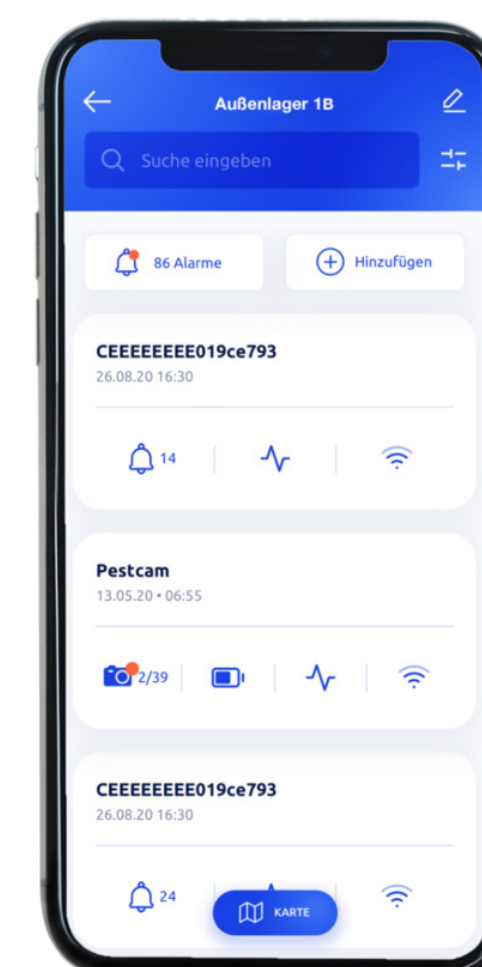 Außenlager 1B
Suche eingeben
86 Alarme
Hinzufügen
CEEEEEEEE019ce793
26.08.20 16:30
14
Pestcam
13.05.20 • 06:55
2/39
CEEEEEEEE019ce793
26.08.20 16:30
24
KARTE